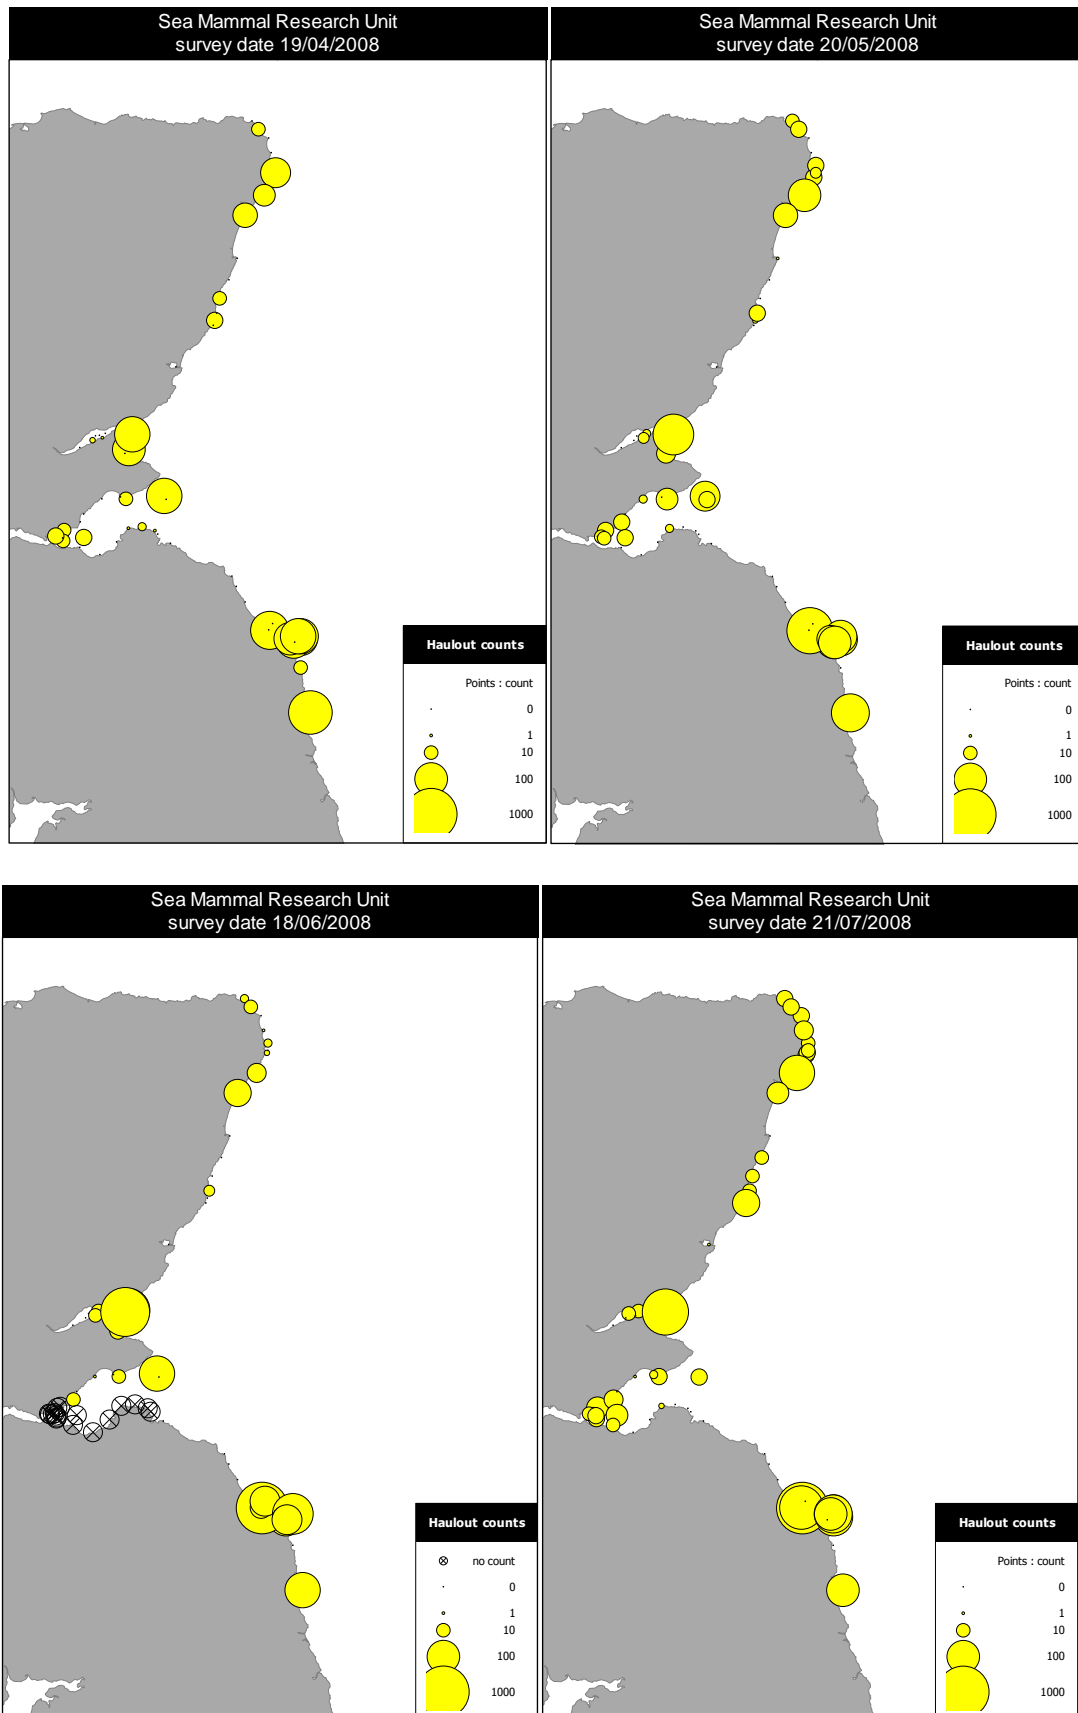 Sea Mammal Research Unit
survey date 19/04/2008
Haulout counts
Points : count
0
1
10
100
1000
Sea Mammal Research Unit
survey date 20/05/2008
Haulout counts
Points : count
0
1
10
100
1000
Sea Mammal Research Unit
survey date 18/06/2008
Haulout counts
no count
0
1
10
100
1000
Sea Mammal Research Unit
survey date 21/07/2008
Haulout counts
Points : count
0
1
10
100
1000